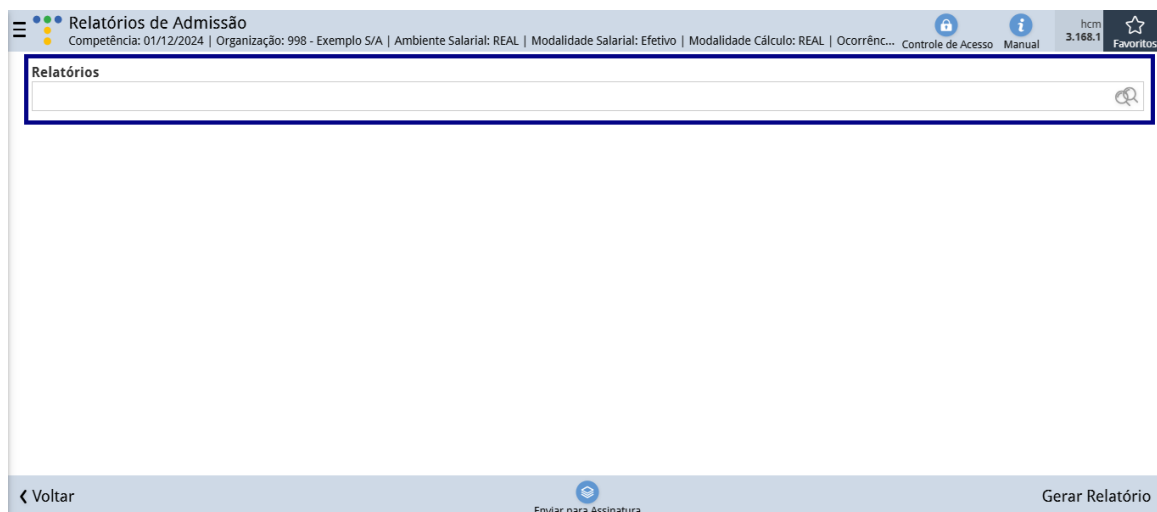 Relatórios de Admissão
Competência: 01/12/2024 | Organização: 998 - Exemplo S/A | Ambiente Salarial: REAL | Modalidade Salarial: Efetivo | Modalidade Cálculo: REAL | Ocorrênc...
Controle de Acesso
Manual
hcm
3.168.1
Favoritos
Relatórios
Voltar
Enviar para Assinatura
Gerar Relatório